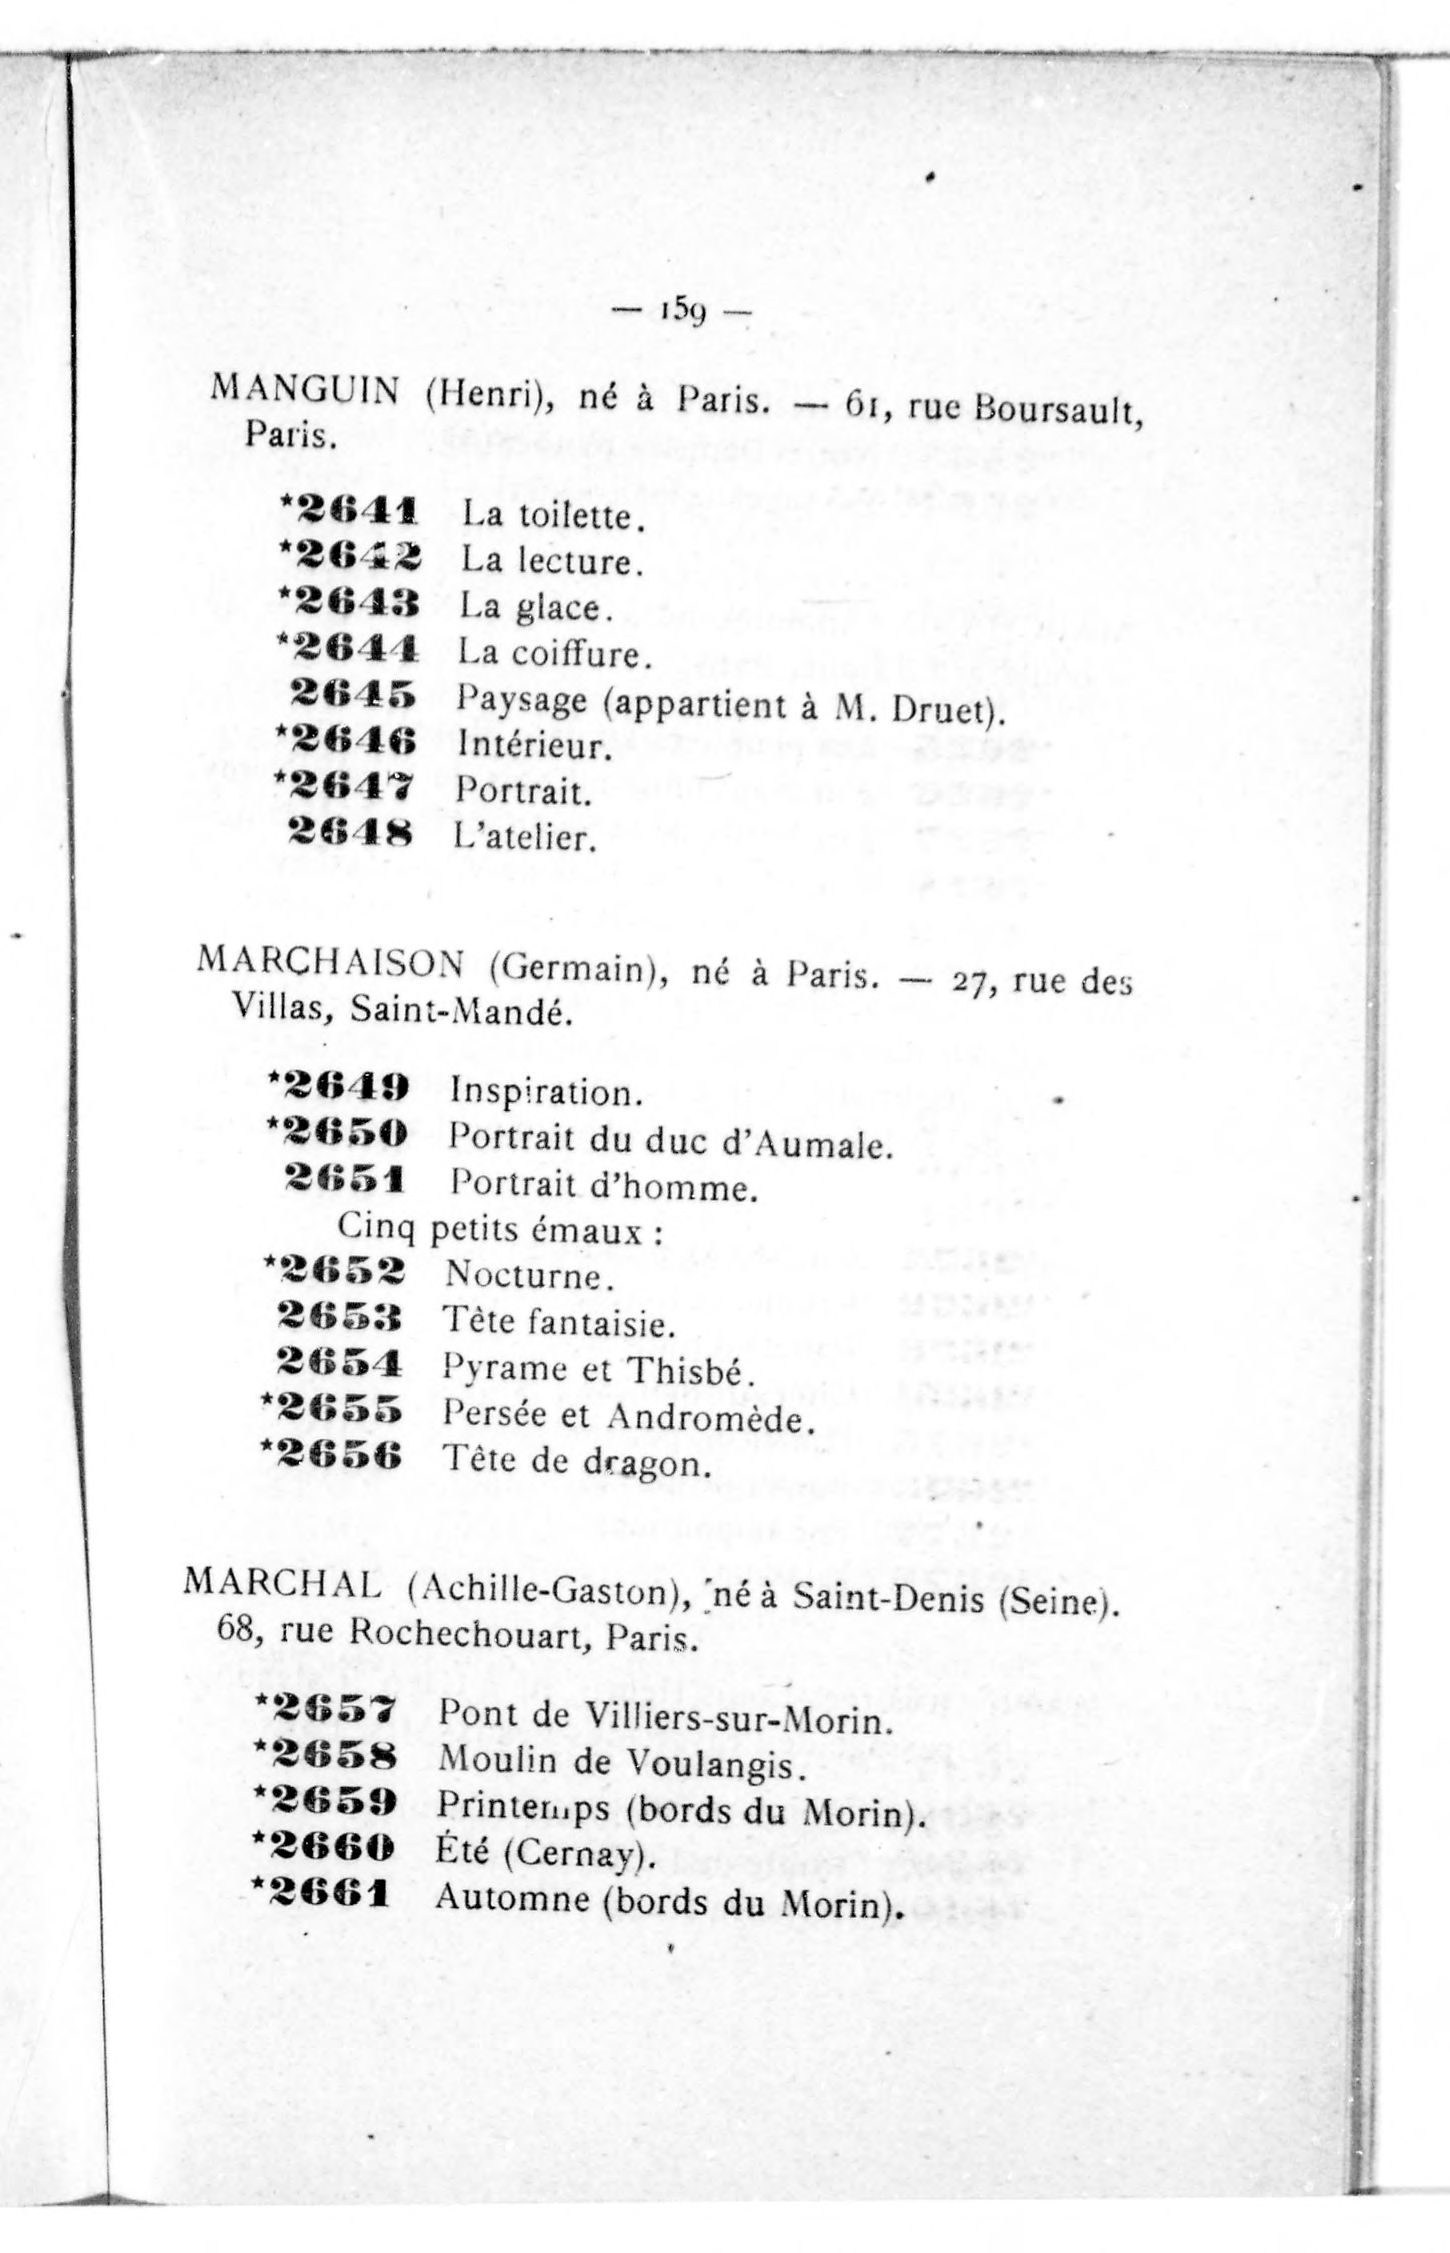 — 159 —
MANGUIN (Henri), né à Paris. — 61, rue Boursault,
Paris.
*2641 La toilette.
*2642 La lecture.
*2643 La glace.
*2644 La coiffure.
2645 Paysage (appartient à M. Druet).
*2646 Intérieur.
*2647 Portrait.
2648 L'atelier.
MARCHAISON (Germain), né à Paris. — 27, rue des
Villas, Saint-Mandé.
*2649 Inspiration.
*2650 Portrait du duc d'Aumale.
2651 Portrait d'homme.
Cinq petits émaux :
*2652 Nocturne.
2653 Tête fantaisie.
2654 Pyrame et Thisbé.
*2655 Persée et Andromède.
*2656 Tête de dragon.
MARCHAL (Achille-Gaston), né à Saint-Denis (Seine).
68, rue Rochechouart, Paris.
*2657 Pont de Villiers-sur-Morin.
*2658 Moulin de Voulangis.
*2659 Printemps (bords du Morin).
*2660 Été (Cernay).
*2661 Automne (bords du Morin).